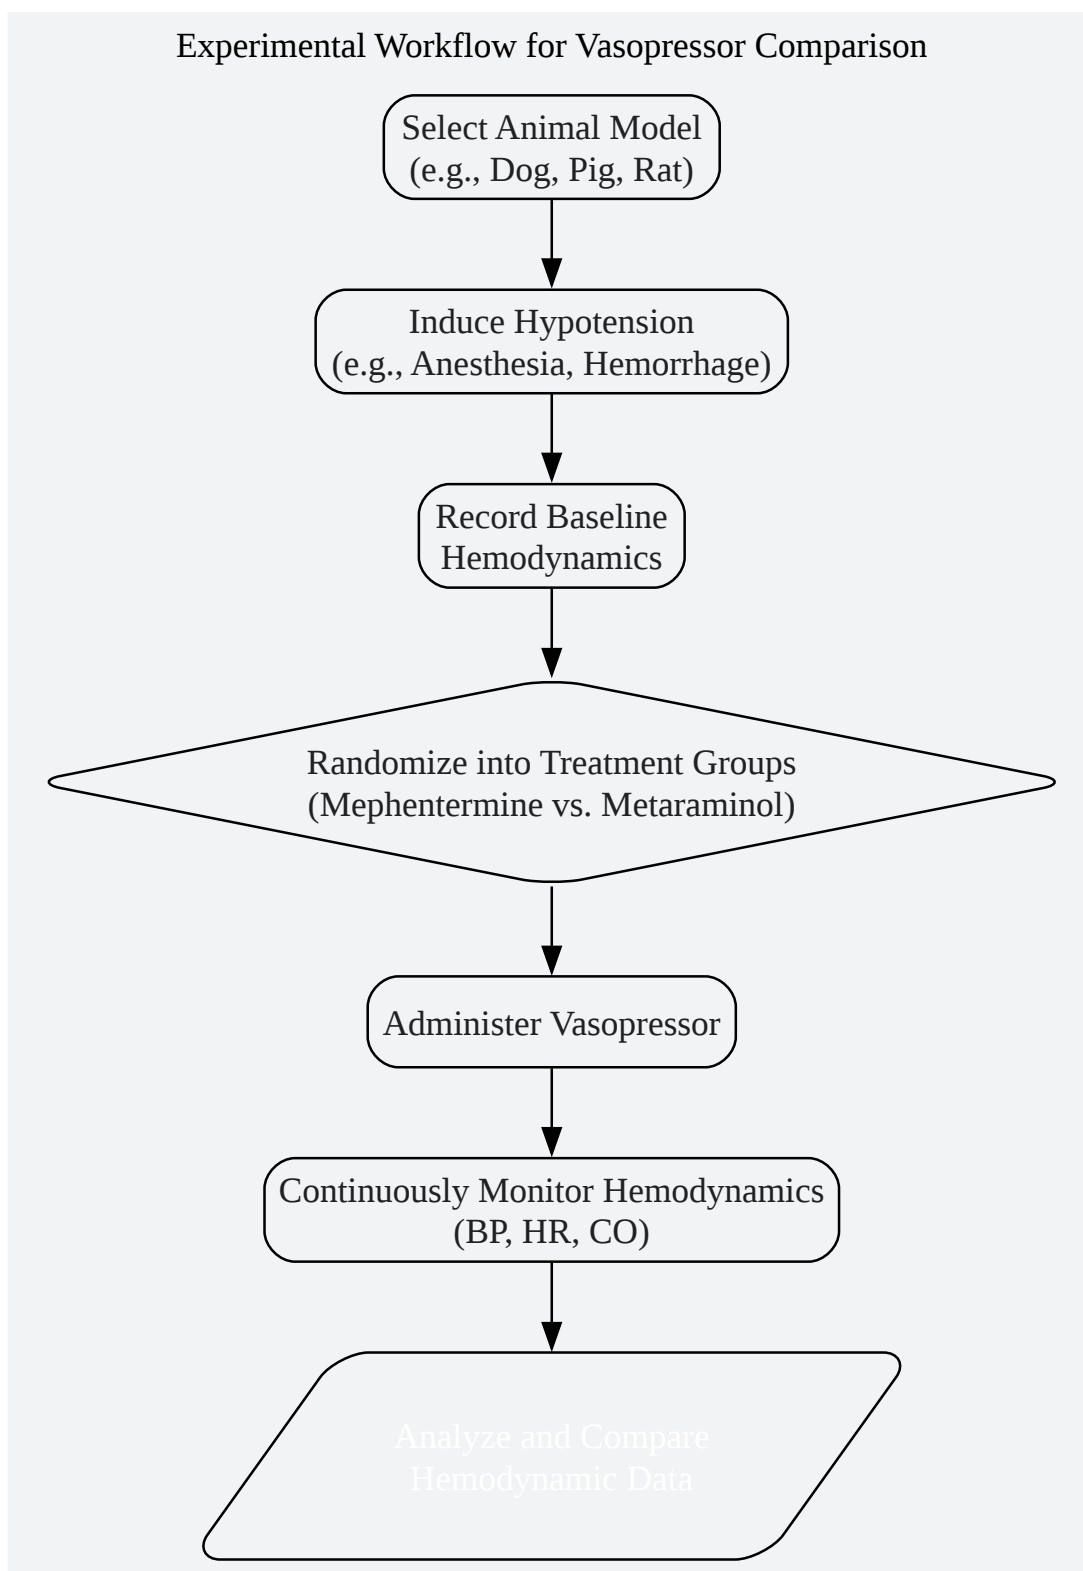 Experimental Workflow for Vasopressor Comparison
Select Animal Model
(e.g., Dog, Pig, Rat)
Induce Hypotension
(e.g., Anesthesia, Hemorrhage)
Record Baseline
Hemodynamics
Randomize into Treatment Groups
(Mephentermine vs. Metaraminol)
Administer Vasopressor
Continuously Monitor Hemodynamics
(BP, HR, CO)
Analyze and Compare
Hemodynamic Data